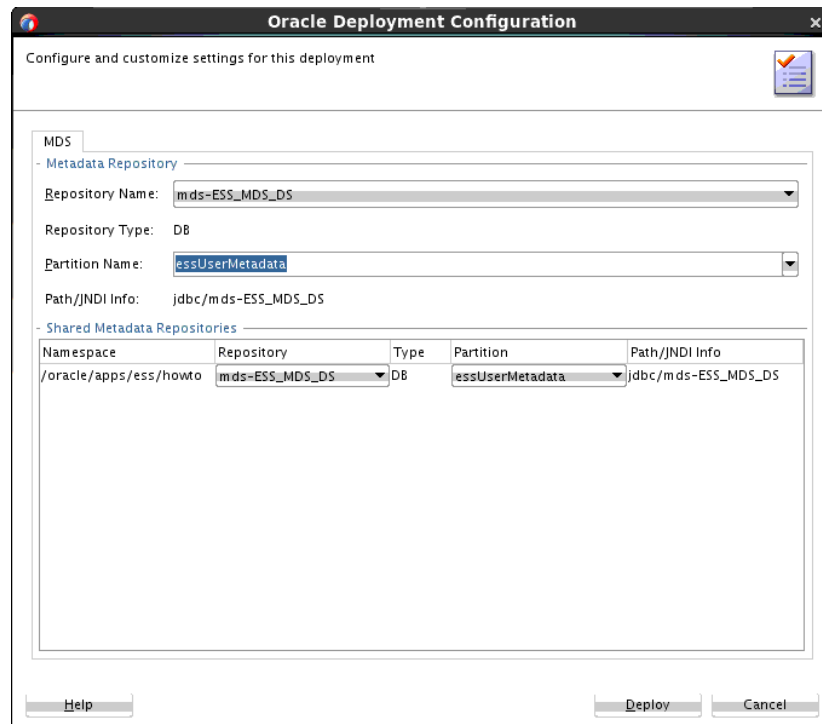 Oracle Deployment Configuration
Configure and customize settings for this deployment
MDS
Metadata Repository
Repository Name: mds-ESS_MDS_DS
Repository Type: DB
Partition Name: essUserMetadata
Path/JNDI Info: jdbc/mds-ESS_MDS_DS
Shared Metadata Repositories
Namespace Repository Type Partition Path/JNDI Info
/oracle/apps/ess/howto mds-ESS_MDS_DS DB essUserMetadata jdbc/mds-ESS_MDS_DS
Help Deploy Cancel